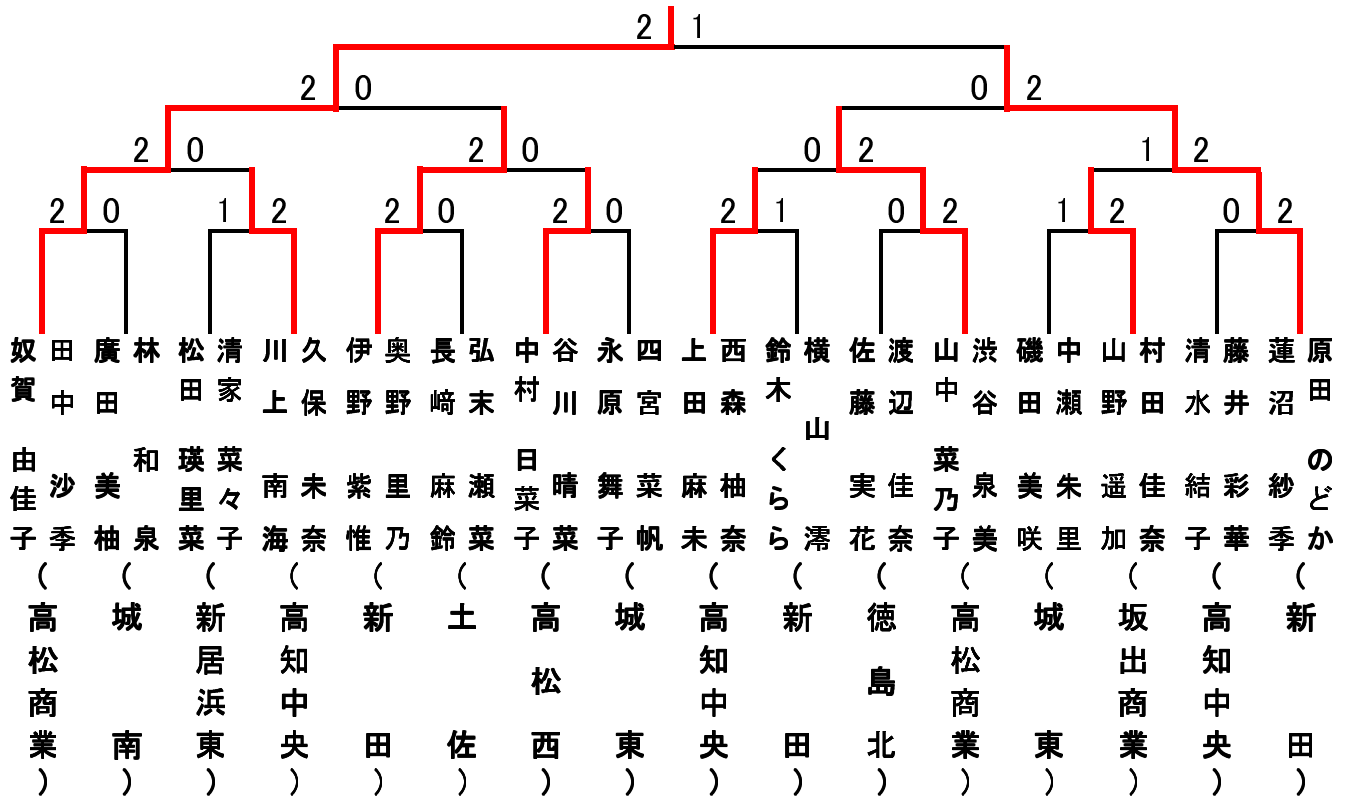 2 1
2 0 0 2
2 0 2 0 0 2 1 2
2 0 1 2 2 0 2 0 2 1 0 2 1 2 0 2
奴賀 由佳子
田中 沙季
(高松商業)
廣田 美柚
林 和泉
(城南)
松田 瑛里菜
清家 菜々子
(新居浜東)
川上 南海
久保 未奈
(高知中央)
伊野 紫惟
奥野 里乃
(新田)
長﨑 麻鈴
弘末 瀬菜
(土佐)
中村 日菜子
谷川 晴菜
(高松西)
永原 舞子
四宮 菜帆
(城東)
上田 麻未
西森 柚奈
(高知中央)
鈴木 くらら
横山 澪
(新田)
佐藤 実花
渡辺 佳奈
(徳島北)
山中 菜乃子
渋谷 泉美
(高松商業)
磯田 美咲
中瀬 朱里
(城東)
山野 遥加
村田 佳奈
(坂出商業)
清水 結子
藤井 彩華
(高知中央)
蓮沼 紗季
原田 のどか
(新田)